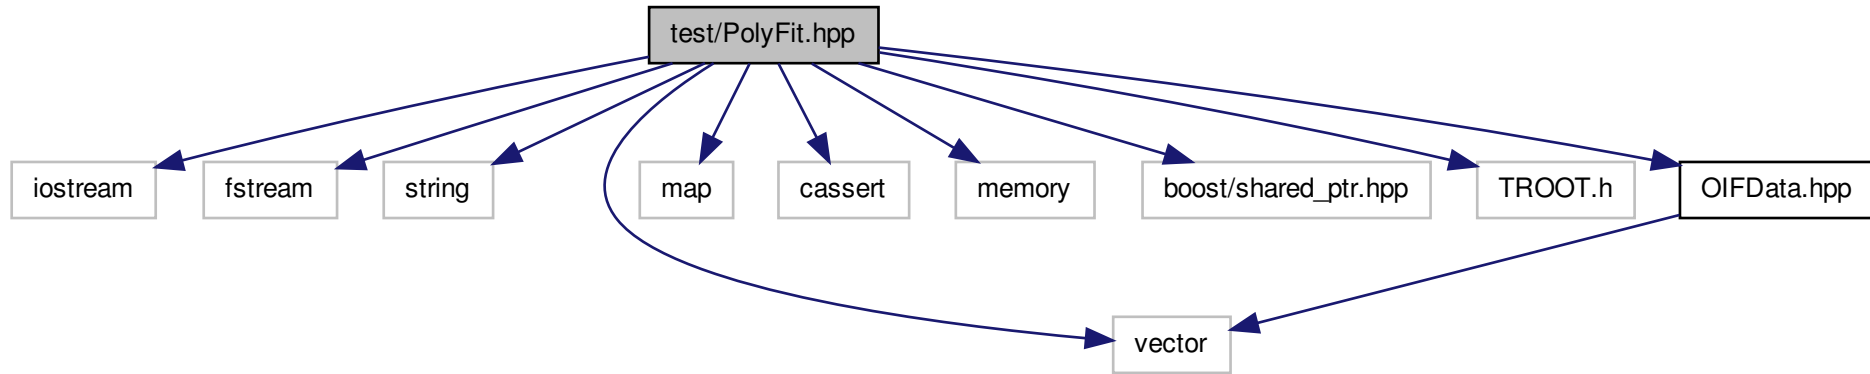 test/PolyFit.hpp
iostream
fstream
string
map
cassert
memory
boost/shared_ptr.hpp
TROOT.h
OIFData.hpp
vector